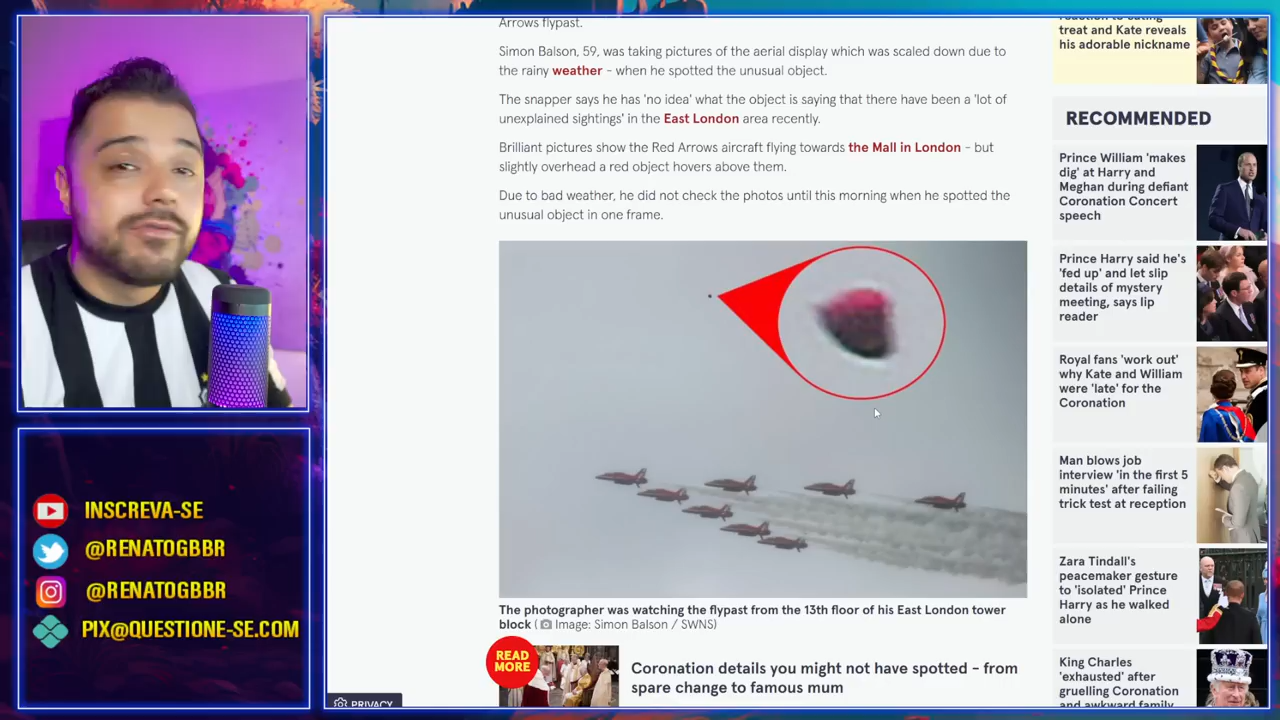 INSCREVA-SE
@RENATOGBBR
@RENATOGBBR
PIX@QUESTIONE-SE.COM
Arrows flypast.
Simon Balson, 59, was taking pictures of the aerial display which was scaled down due to
the rainy weather - when he spotted the unusual object.
The snapper says he has 'no idea' what the object is saying that there have been a 'lot of
unexplained sightings' in the East London area recently.
Brilliant pictures show the Red Arrows aircraft flying towards the Mall in London - but
slightly overhead a red object hovers above them.
Due to bad weather, he did not check the photos until this morning when he spotted the
unusual object in one frame.
The photographer was watching the flypast from the 13th floor of his East London tower
block ( Image: Simon Balson / SWNS)
READ
MORE
Coronation details you might not have spotted - from
spare change to famous mum
PRIVACY
reaction to eating
treat and Kate reveals
his adorable nickname
RECOMMENDED
Prince William 'makes
dig' at Harry and
Meghan during defiant
Coronation Concert
speech
Prince Harry said he's
'fed up' and let slip
details of mystery
meeting, says lip
reader
Royal fans 'work out'
why Kate and William
were 'late' for the
Coronation
Man blows job
interview 'in the first 5
minutes' after failing
trick test at reception
Zara Tindall's
peacemaker gesture
to 'isolated' Prince
Harry as he walked
alone
King Charles
'exhausted' after
gruelling Coronation
and awkward family